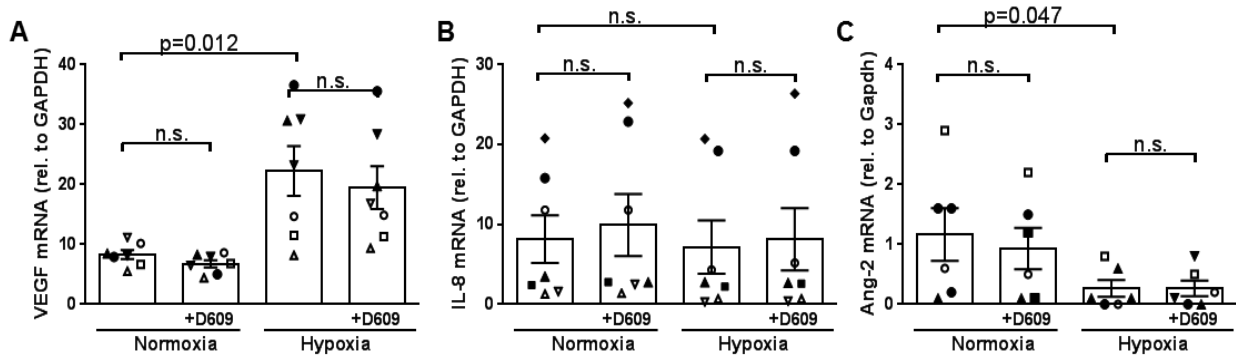 A
p=0.012
n.s.
n.s.
VEGF mRNA (rel. to GAPDH)
40
30
20
10
0
+D609
+D609
Normoxia
Hypoxia
B
n.s.
n.s.
n.s.
IL-8 mRNA (rel. to GAPDH)
30
20
10
0
+D609
+D609
Normoxia
Hypoxia
C
p=0.047
n.s.
n.s.
Ang-2 mRNA (rel. to Gapdh)
4
3
2
1
0
+D609
+D609
Normoxia
Hypoxia